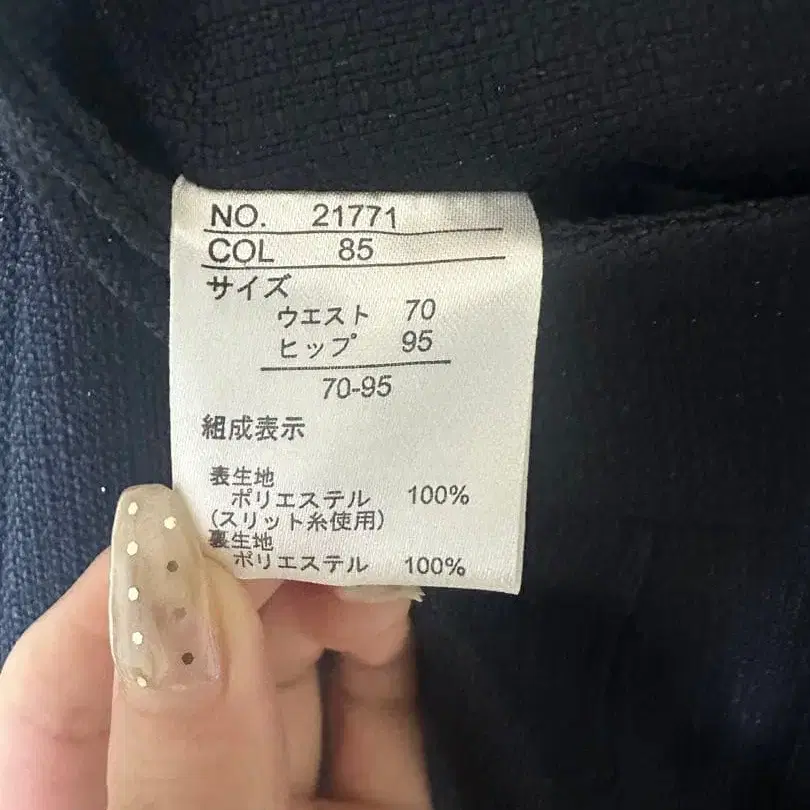 NO. 21771
COL 85
サイズ
ウエスト 70
ヒップ 95
70-95
組成表示
表生地
ポリエステル 100%
(スリット糸使用)
裏生地
ポリエステル 100%